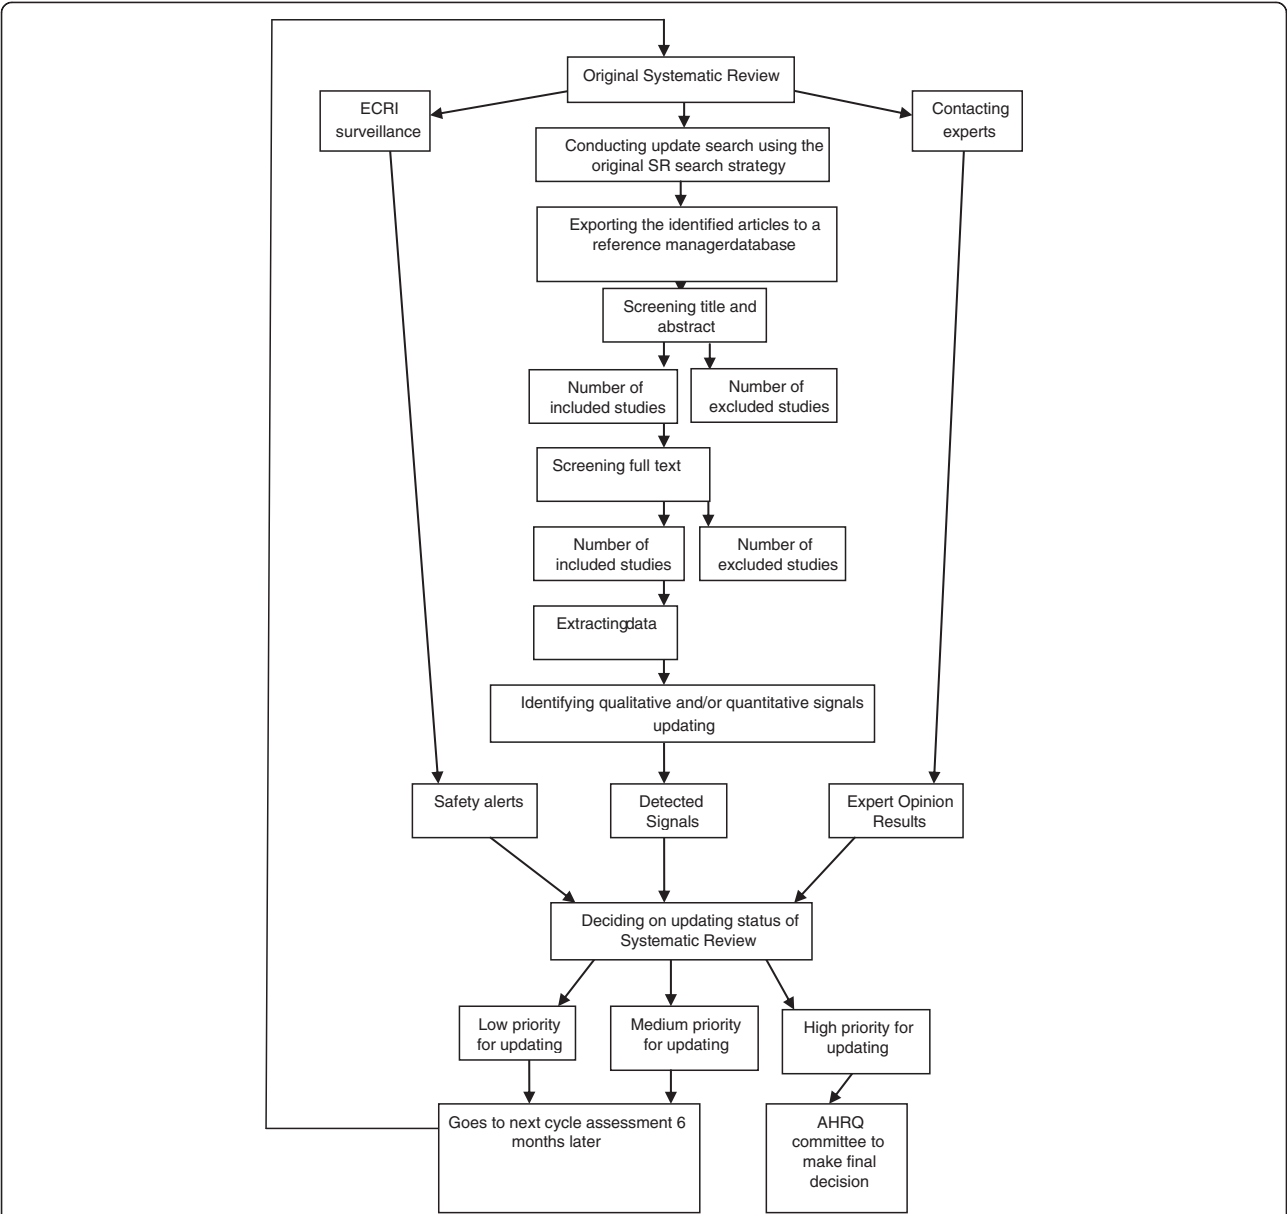 Original Systematic Review
ECRI
surveillance
Contacting
experts
Conducting update search using the
original SR search strategy
Exporting the identified articles to a
reference managerdatabase
Screening title and
abstract
Number of
included studies
Number of
excluded studies
Screening full text
Number of
included studies
Number of
excluded studies
Extractingdata
Identifying qualitative and/or quantitative signals
updating
Safety alerts
Detected
Signals
Expert Opinion
Results
Deciding on updating status of
Systematic Review
Low priority
for updating
Medium priority
for updating
High priority for
updating
Goes to next cycle assessment 6
months later
AHRQ
committee to
make final
decision